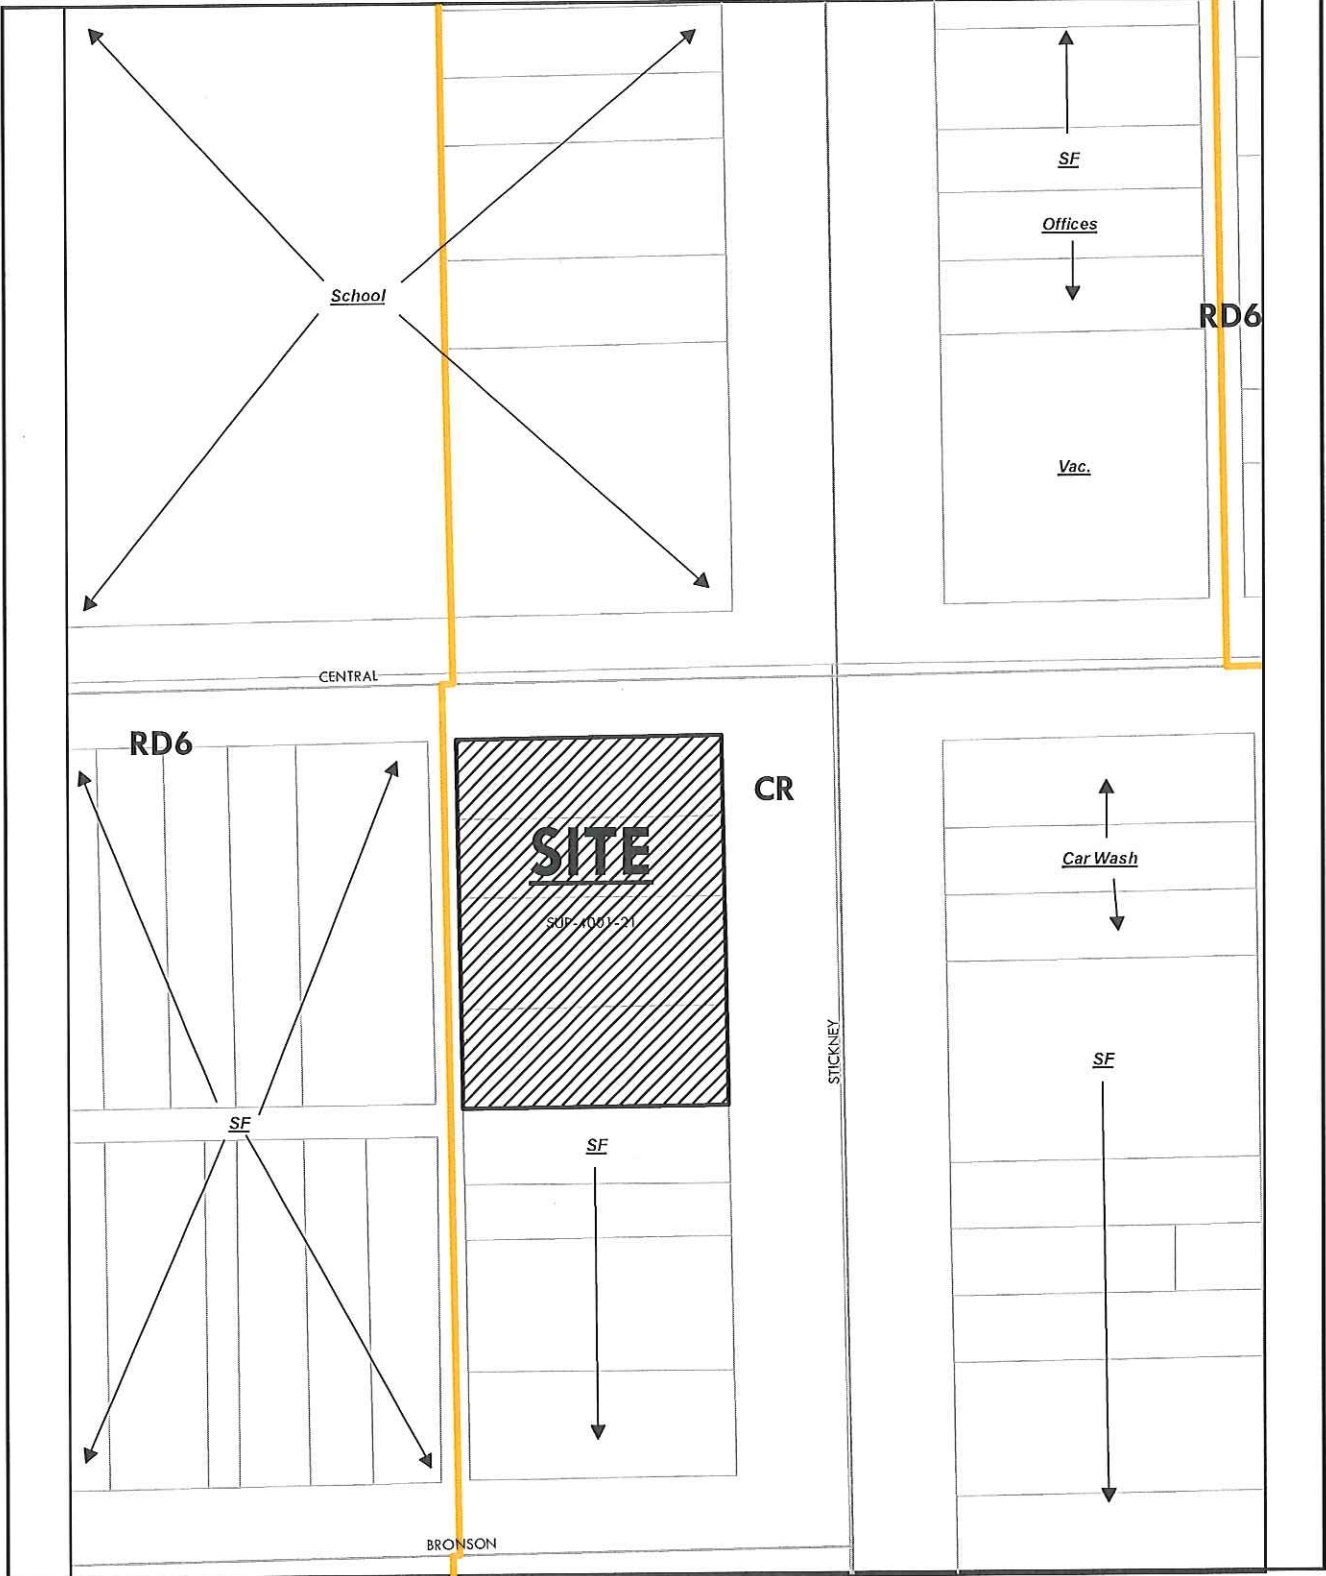 SF
Offices
School
RD6
Vac.
CENTRAL
RD6
CR
SITE
SUP-4001-21
Car Wash
STICKNEY
SF
SF
SF
BRONSON